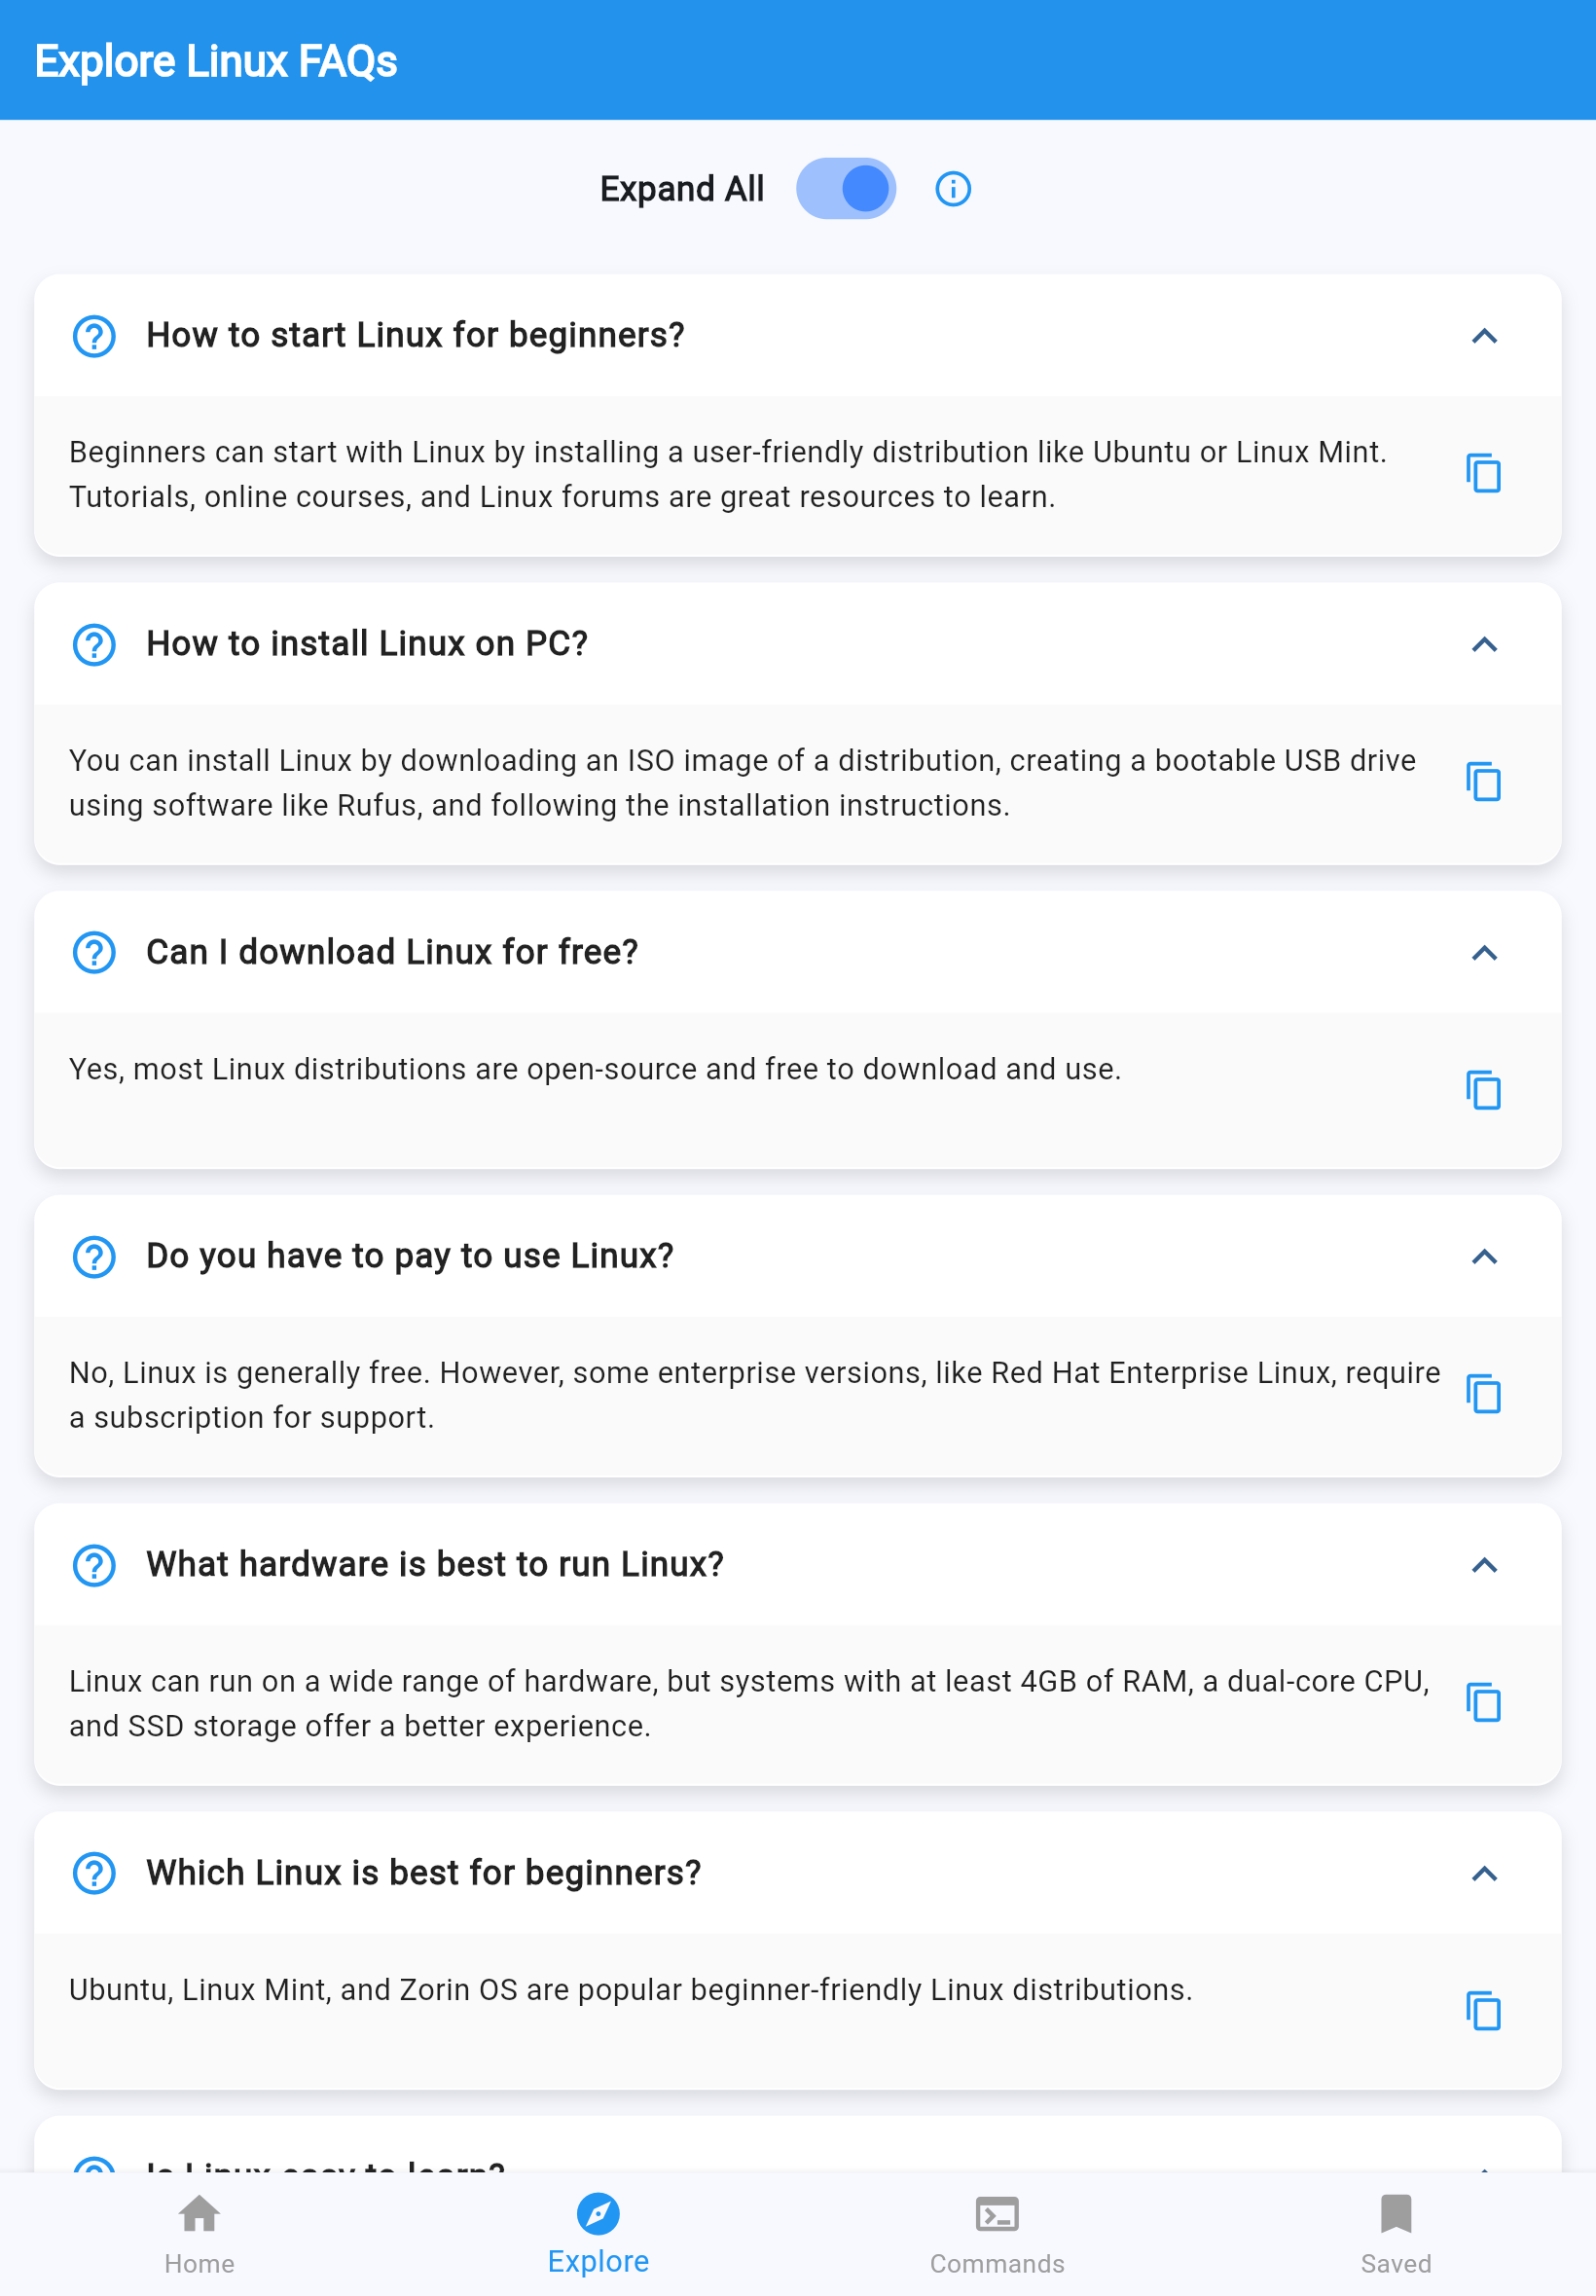 Explore Linux FAQs
Expand All
How to start Linux for beginners?
Beginners can start with Linux by installing a user-friendly distribution like Ubuntu or Linux Mint.
Tutorials, online courses, and Linux forums are great resources to learn.
How to install Linux on PC?
You can install Linux by downloading an ISO image of a distribution, creating a bootable USB drive
using software like Rufus, and following the installation instructions.
Can I download Linux for free?
Yes, most Linux distributions are open-source and free to download and use.
Do you have to pay to use Linux?
No, Linux is generally free. However, some enterprise versions, like Red Hat Enterprise Linux, require
a subscription for support.
What hardware is best to run Linux?
Linux can run on a wide range of hardware, but systems with at least 4GB of RAM, a dual-core CPU,
and SSD storage offer a better experience.
Which Linux is best for beginners?
Ubuntu, Linux Mint, and Zorin OS are popular beginner-friendly Linux distributions.
Is Linux easy to learn?
Home
Explore
Commands
Saved